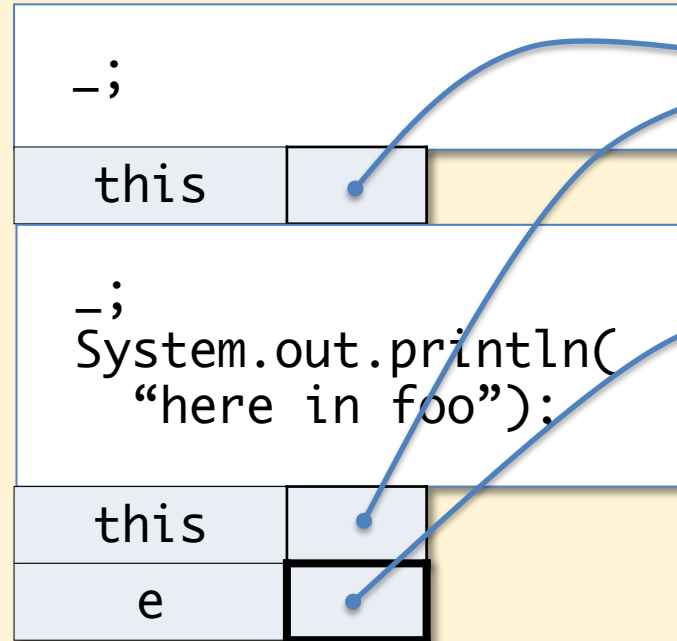 _;
this
_;
System.out.println(
“here in foo”);
this
e